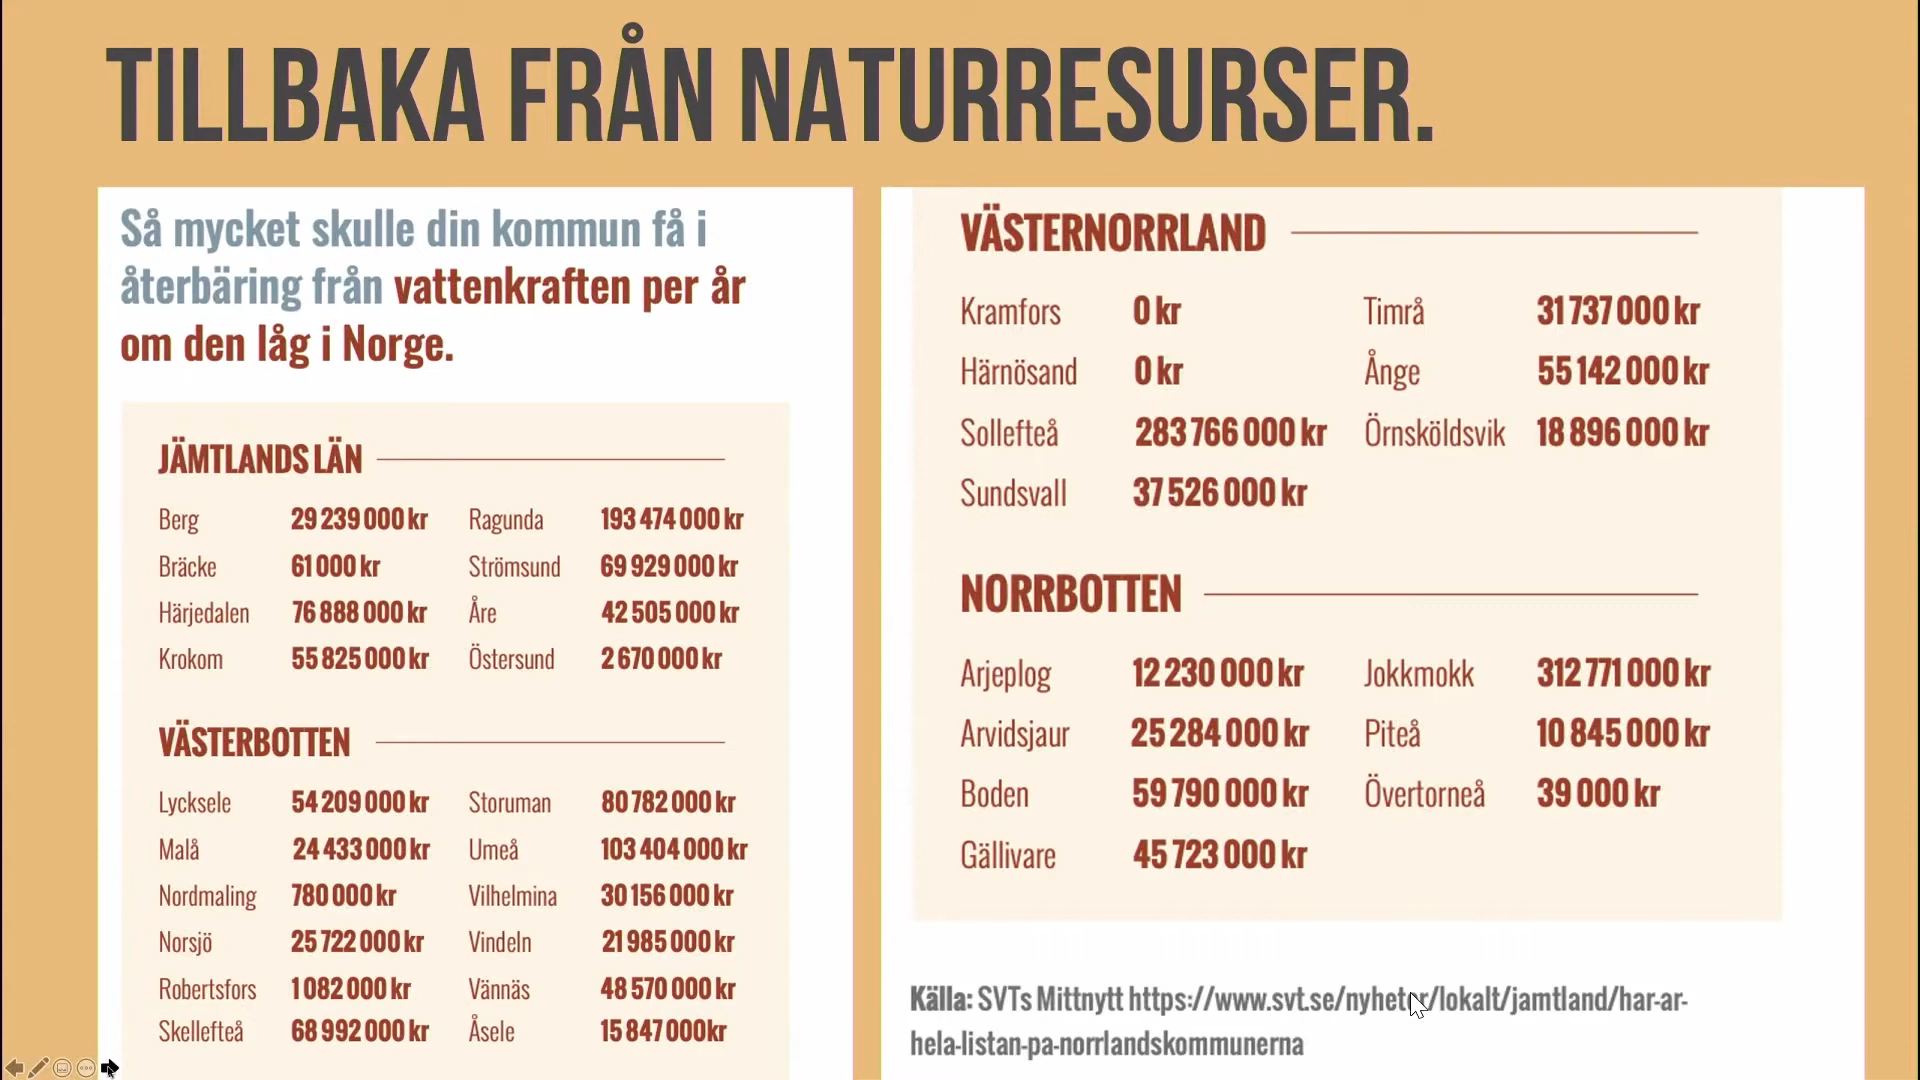 TILLBAKA FRÅN NATURRESURSER.
Så mycket skulle din kommun få i
återbäring från vattenkraften per år
om den låg i Norge.
JÄMTLANDS LÄN
Berg 29 239 000 kr Ragunda 193 474 000 kr
Bräcke 61 000 kr Strömsund 69 929 000 kr
Härjedalen 76 888 000 kr Åre 42 505 000 kr
Krokom 55 825 000 kr Östersund 2 670 000 kr
VÄSTERBOTTEN
Lycksele 54 209 000 kr Storuman 80 782 000 kr
Malå 24 433 000 kr Umeå 103 404 000 kr
Nordmaling 780 000 kr Vilhelmina 30 156 000 kr
Norsjö 25 722 000 kr Vindeln 21 985 000 kr
Robertsfors 1 082 000 kr Vännäs 48 570 000 kr
Skellefteå 68 992 000 kr Åsele 15 847 000kr
VÄSTERNORRLAND
Kramfors 0 kr Timrå 31 737 000 kr
Härnösand 0 kr Ånge 55 142 000 kr
Sollefteå 283 766 000 kr Örnsköldsvik 18 896 000 kr
Sundsvall 37 526 000 kr
NORRBOTTEN
Arjeplog 12 230 000 kr Jokkmokk 312 771 000 kr
Arvidsjaur 25 284 000 kr Piteå 10 845 000 kr
Boden 59 790 000 kr Övertorneå 39 000 kr
Gällivare 45 723 000 kr
Källa: SVTs Mittnytt https://www.svt.se/nyheter/lokalt/jamtland/har-ar-
hela-listan-pa-norrlandskommunerna